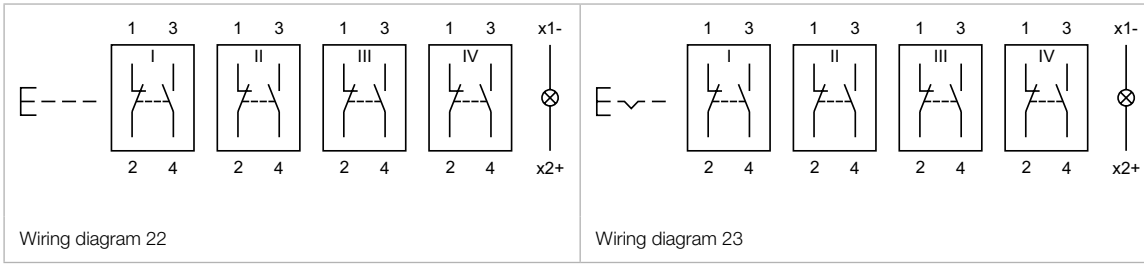 1 3 1 3 1 3 1 3 x1-
I II III IV
2 4 2 4 2 4 2 4 x2+
Wiring diagram 22
1 3 1 3 1 3 1 3 x1-
I II III IV
2 4 2 4 2 4 2 4 x2+
Wiring diagram 23